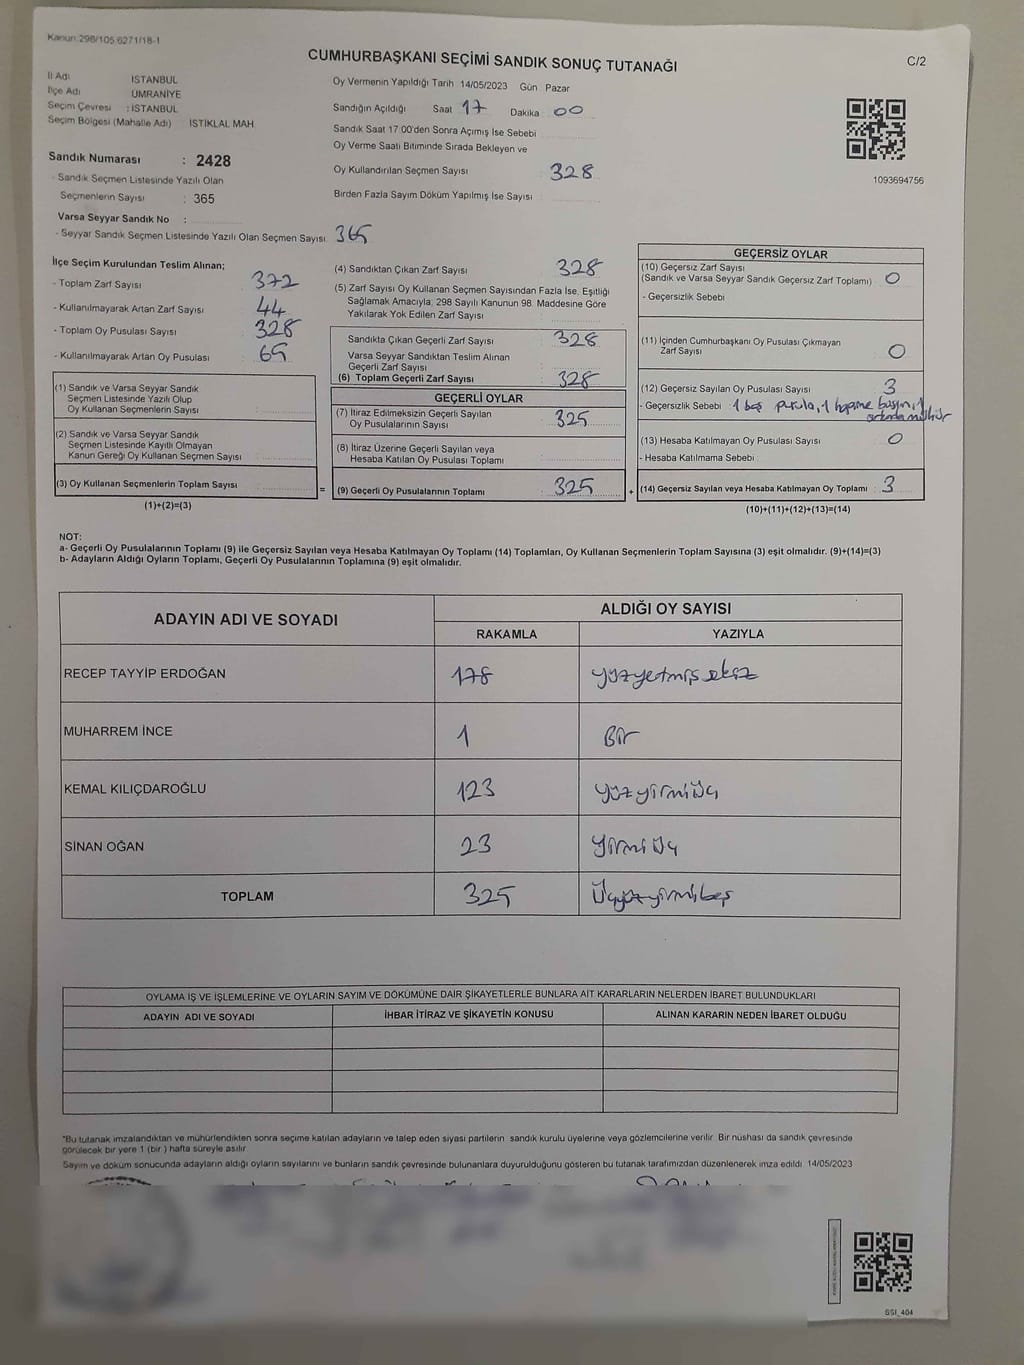 Kanun:298/105.6271/18-1
CUMHURBAŞKANI SEÇİMİ SANDIK SONUÇ TUTANAĞI
C/2
İl Adı : İSTANBUL
İlçe Adı : ÜMRANİYE
Seçim Çevresi : İSTANBUL
Seçim Bölgesi (Mahalle Adı) : İSTİKLAL MAH.
Sandık Numarası : 2428
- Sandık Seçmen Listesinde Yazılı Olan
Seçmenlerin Sayısı : 365
Varsa Seyyar Sandık No :
- Seyyar Sandık Seçmen Listesinde Yazılı Olan Seçmen Sayısı 365
Oy Vermenin Yapıldığı Tarih 14/05/2023 Gün Pazar
Sandığın Açıldığı Saat 17 Dakika 00
Sandık Saat 17:00'den Sonra Açımış İse Sebebi
Oy Verme Saati Bitiminde Sırada Bekleyen ve
Oy Kullandırılan Seçmen Sayısı 328
Birden Fazla Sayım Döküm Yapılmış İse Sayısı
1093694756
İlçe Seçim Kurulundan Teslim Alınan;
- Toplam Zarf Sayısı : 372
- Kullanılmayarak Artan Zarf Sayısı : 44
- Toplam Oy Pusulası Sayısı : 328
- Kullanılmayarak Artan Oy Pusulası : 69
(1) Sandık ve Varsa Seyyar Sandık
Seçmen Listesinde Yazılı Olup
Oy Kullanan Seçmenlerin Sayısı :
(2) Sandık ve Varsa Seyyar Sandık
Seçmen Listesinde Kayıtlı Olmayan
Kanun Gereği Oy Kullanan Seçmen Sayısı :
(3) Oy Kullanan Seçmenlerin Toplam Sayısı :
(1)+(2)=(3)
=
(4) Sandıktan Çıkan Zarf Sayısı : 328
(5) Zarf Sayısı Oy Kullanan Seçmen Sayısından Fazla İse, Eşitliği
Sağlamak Amacıyla, 298 Sayılı Kanunun 98. Maddesine Göre
Yakılarak Yok Edilen Zarf Sayısı :
Sandıkta Çıkan Geçerli Zarf Sayısı : 328
Varsa Seyyar Sandıktan Teslim Alınan
Geçerli Zarf Sayısı :
(6) Toplam Geçerli Zarf Sayısı : 328
GEÇERLİ OYLAR
(7) İtiraz Edilmeksizin Geçerli Sayılan
Oy Pusulalarının Sayısı : 325
(8) İtiraz Üzerine Geçerli Sayılan veya
Hesaba Katılan Oy Pusulası Toplamı :
(9) Geçerli Oy Pusulalarının Toplamı : 325
+
GEÇERSİZ OYLAR
(10) Geçersiz Zarf Sayısı
(Sandık ve Varsa Seyyar Sandık Geçersiz Zarf Toplamı) : 0
- Geçersizlik Sebebi :
(11) İçinden Cumhurbaşkanı Oy Pusulası Çıkmayan
Zarf Sayısı : 0
(12) Geçersiz Sayılan Oy Pusulası Sayısı : 3
- Geçersizlik Sebebi : 1 boş pusula, 1
(13) Hesaba Katılmayan Oy Pusulası Sayısı : 0
- Hesaba Katılmama Sebebi :
(14) Geçersiz Sayılan veya Hesaba Katılmayan Oy Toplamı : 3
(10)+(11)+(12)+(13)=(14)
NOT:
a- Geçerli Oy Pusulalarının Toplamı (9) ile Geçersiz Sayılan veya Hesaba Katılmayan Oy Toplamı (14) Toplamları, Oy Kullanan Seçmenlerin Toplam Sayısına (3) eşit olmalıdır. (9)+(14)=(3)
b- Adayların Aldığı Oyların Toplamı, Geçerli Oy Pusulalarının Toplamına (9) eşit olmalıdır.
ADAYIN ADI VE SOYADI ALDIĞI OY SAYISI
RAKAMLA YAZIYLA
RECEP TAYYİP ERDOĞAN 178 yüzyetmişsekiz
MUHARREM İNCE 1 Bir
KEMAL KILIÇDAROĞLU 123 yüzyirmiüç
SİNAN OĞAN 23 yirmiüç
TOPLAM 325 Üçyüzyirmibeş
OYLAMA İŞ VE İŞLEMLERİNE VE OYLARIN SAYIM VE DÖKÜMÜNE DAİR ŞİKAYETLERLE BUNLARA AİT KARARLARIN NELERDEN İBARET BULUNDUKLARI
ADAYIN ADI VE SOYADI İHBAR İTİRAZ VE ŞİKAYETİN KONUSU ALINAN KARARIN NEDEN İBARET OLDUĞU
*Bu tutanak imzalandıktan ve mühürlendikten sonra seçime katılan adayların ve talep eden siyasi partilerin sandık kurulu üyelerine veya gözlemcilerine verilir. Bir nüshası da sandık çevresinde
görülecek bir yere 1 (bir ) hafta süreyle asılır.
Sayım ve döküm sonucunda adayların aldığı oyların sayılarını ve bunların sandık çevresinde bulunanlara duyurulduğunu gösteren bu tutanak tarafımızdan düzenlenerek imza edildi. 14/05/2023
SSI_404